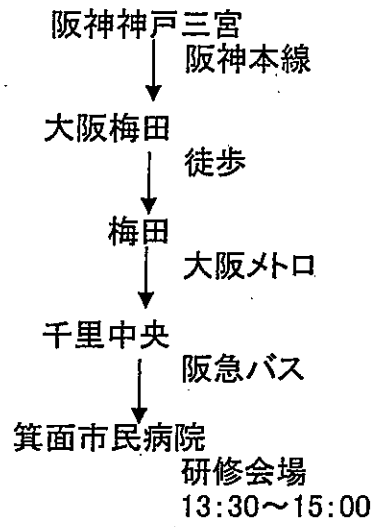 阪神神戸三宮
阪神本線
大阪梅田
徒歩
梅田
大阪メトロ
千里中央
阪急バス
箕面市民病院
研修会場
13:30～15:00